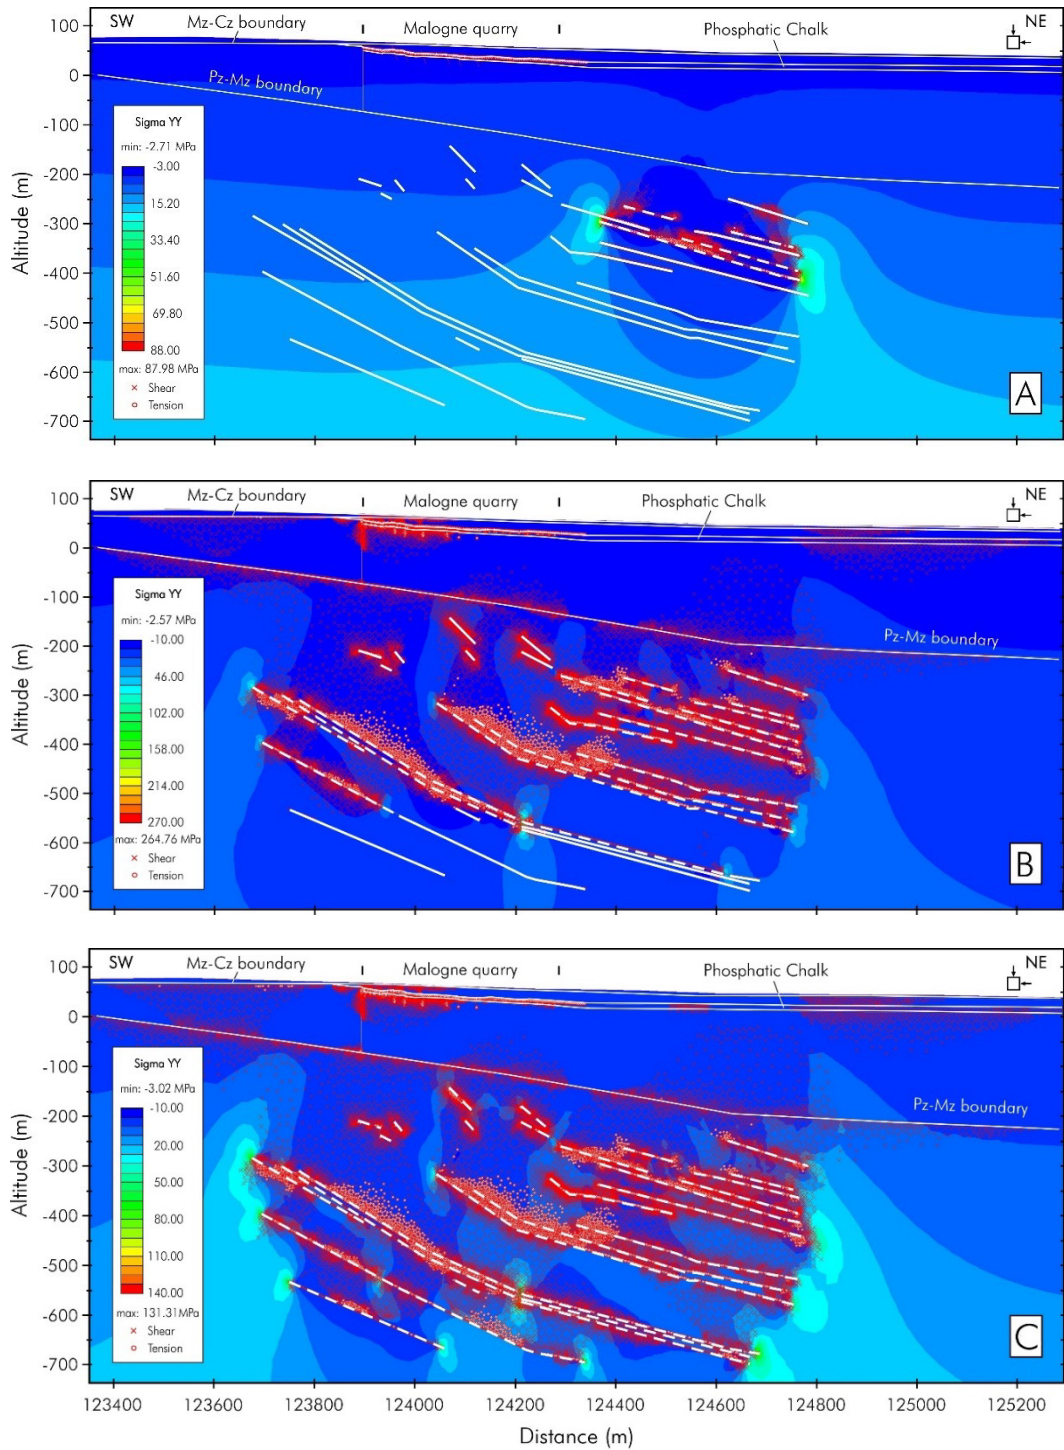 SW Mz-Cz boundary Malogne quarry Phosphatic Chalk NE
Altitude (m)
100
0
-100
-200
-300
-400
-500
-600
-700
Pz-Mz boundary
Sigma YY
min: -2.71 MPa
-3.00
15.20
33.40
51.60
69.80
88.00
max: 87.98 MPa
× Shear
o Tension
A
SW Mz-Cz boundary Malogne quarry Phosphatic Chalk NE
Altitude (m)
100
0
-100
-200
-300
-400
-500
-600
-700
Pz-Mz boundary
Sigma YY
min: -2.57 MPa
-10.00
46.00
102.00
158.00
214.00
270.00
max: 264.76 MPa
× Shear
o Tension
B
SW Mz-Cz boundary Malogne quarry Phosphatic Chalk NE
Altitude (m)
100
0
-100
-200
-300
-400
-500
-600
-700
Pz-Mz boundary
Sigma YY
min: -3.02 MPa
-10.00
20.00
50.00
80.00
110.00
140.00
max: 131.31MPa
× Shear
o Tension
C
123400 123600 123800 124000 124200 124400 124600 124800 125000 125200
Distance (m)